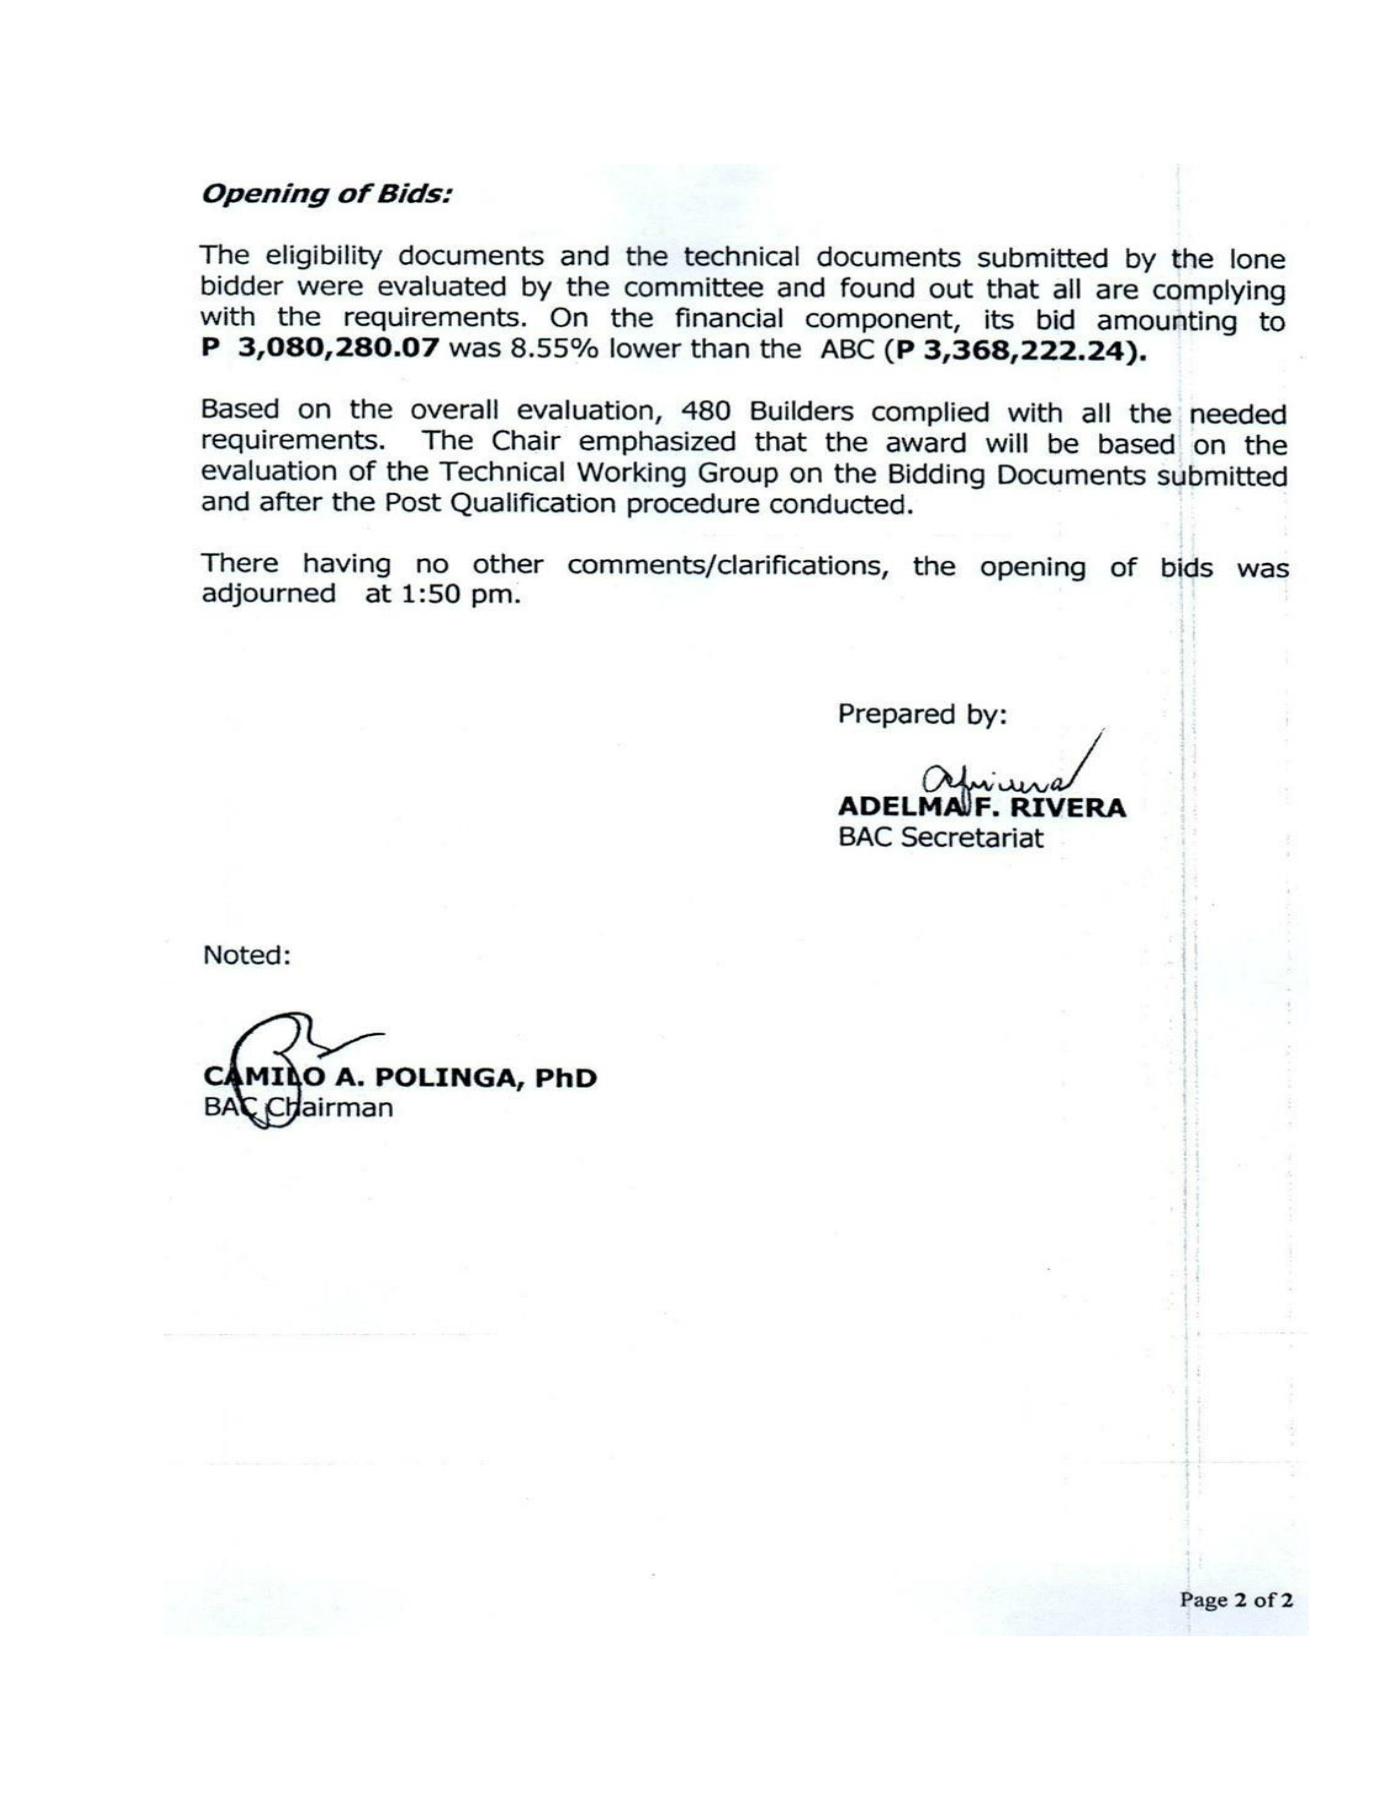 Opening of Bids:
The eligibility documents and the technical documents submitted by the lone
bidder were evaluated by the committee and found out that all are complying
with the requirements. On the financial component, its bid amounting to
P 3,080,280.07 was 8.55% lower than the ABC (P 3,368,222.24).
Based on the overall evaluation, 480 Builders complied with all the needed
requirements. The Chair emphasized that the award will be based on the
evaluation of the Technical Working Group on the Bidding Documents submitted
and after the Post Qualification procedure conducted.
There having no other comments/clarifications, the opening of bids was
adjourned at 1:50 pm.
Prepared by:
afrivera
ADELMA F. RIVERA
BAC Secretariat
Noted:
CAMILO A. POLINGA, PhD
BAC Chairman
Page 2 of 2